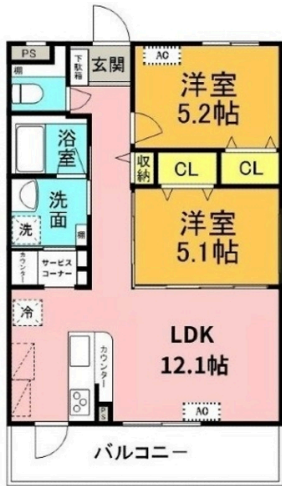 PS
棚
下駄箱
玄関
AC
洋室
5.2帖
浴室
収納
CL
CL
洗面
洗
棚
洋室
5.1帖
カウンター
サービス
コーナー
冷
カウンター
LDK
12.1帖
PS
AC
バルコニー